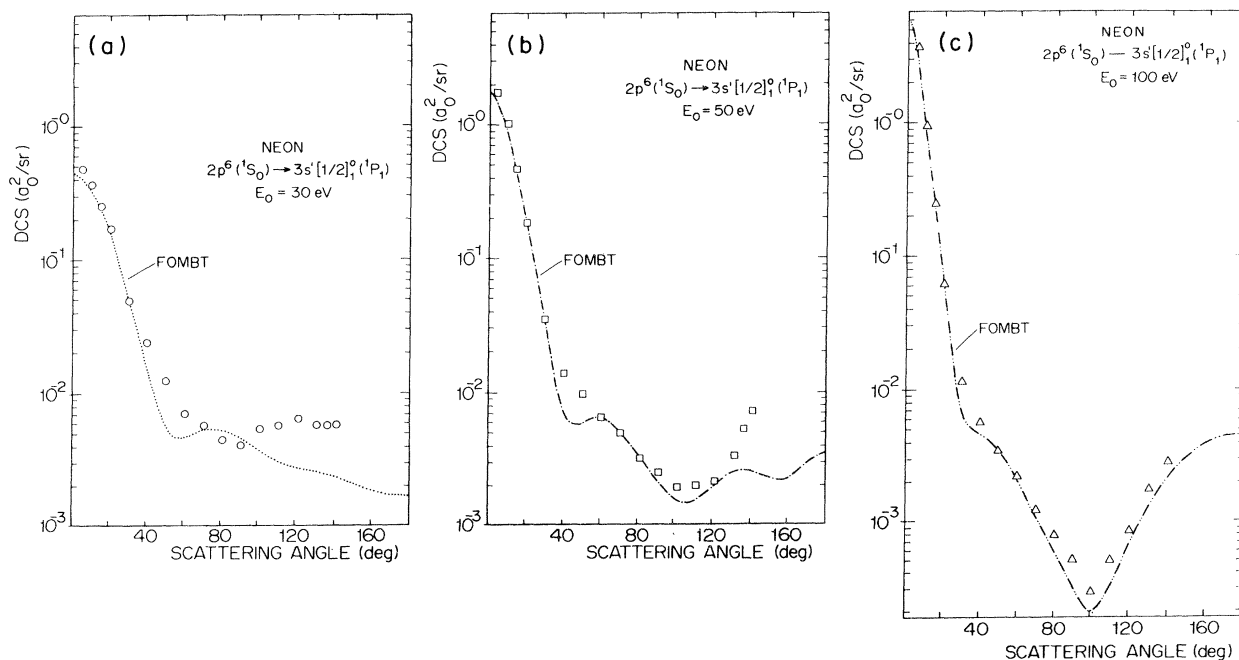 (a)
NEON
2p⁶(¹S₀)→3s'[1/2]₁°(¹P₁)
E₀ = 30 eV
DCS (a₀²/sr)
10⁻⁰
10⁻¹
10⁻²
10⁻³
FOMBT
40 80 120 160
SCATTERING ANGLE (deg)
(b)
NEON
2p⁶(¹S₀)→3s'[1/2]₁°(¹P₁)
E₀ = 50 eV
DCS (a₀²/sr)
10⁻⁰
10⁻¹
10⁻²
10⁻³
FOMBT
40 80 120 160
SCATTERING ANGLE (deg)
(c)
NEON
2p⁶(¹S₀)—3s'[1/2]₁°(¹P₁)
E₀ = 100 eV
DCS (a₀²/sr)
10⁻⁰
10⁻¹
10⁻²
10⁻³
FOMBT
40 80 120 160
SCATTERING ANGLE (deg)